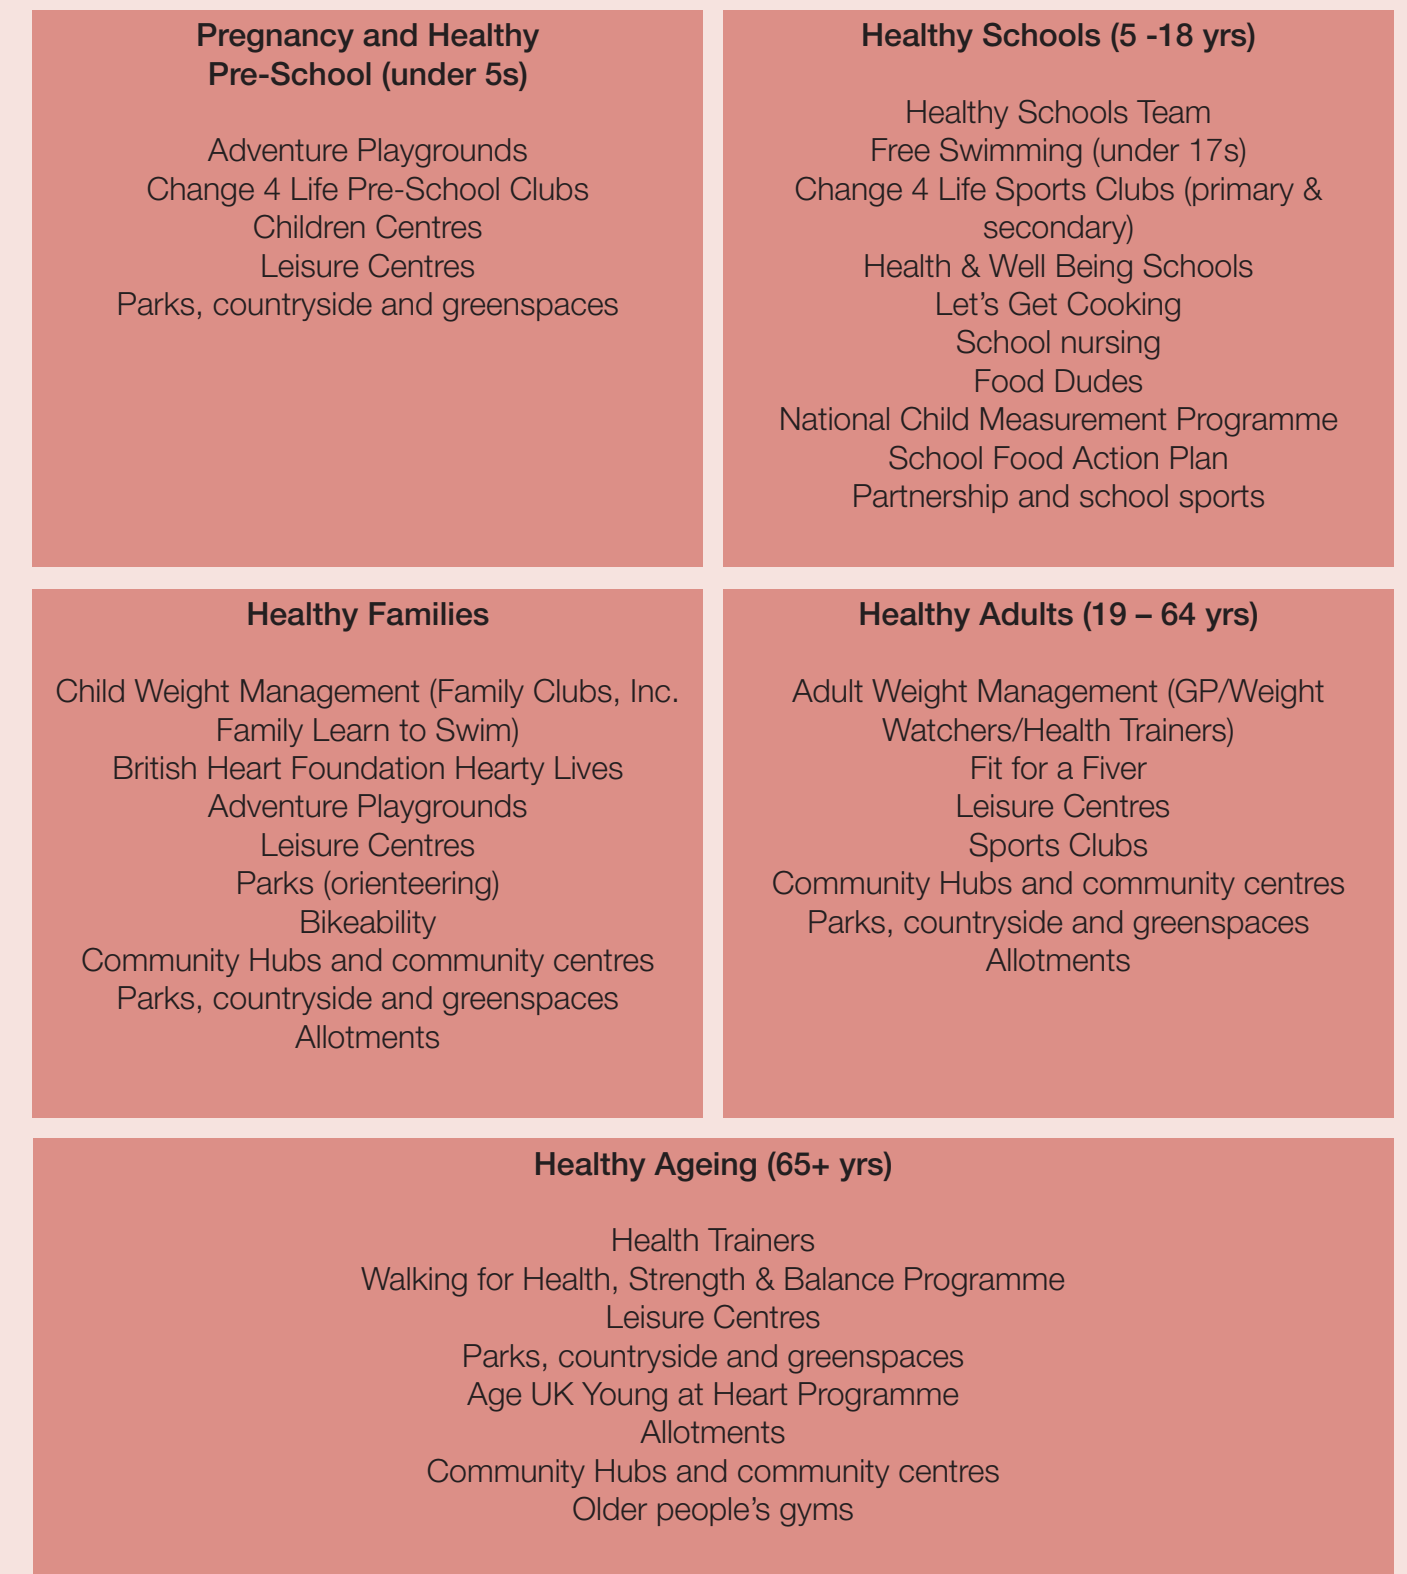 Pregnancy and Healthy
Pre-School (under 5s)
Adventure Playgrounds
Change 4 Life Pre-School Clubs
Children Centres
Leisure Centres
Parks, countryside and greenspaces
Healthy Schools (5 -18 yrs)
Healthy Schools Team
Free Swimming (under 17s)
Change 4 Life Sports Clubs (primary &
secondary)
Health & Well Being Schools
Let’s Get Cooking
School nursing
Food Dudes
National Child Measurement Programme
School Food Action Plan
Partnership and school sports
Healthy Families
Child Weight Management (Family Clubs, Inc.
Family Learn to Swim)
British Heart Foundation Hearty Lives
Adventure Playgrounds
Leisure Centres
Parks (orienteering)
Bikeability
Community Hubs and community centres
Parks, countryside and greenspaces
Allotments
Healthy Adults (19 – 64 yrs)
Adult Weight Management (GP/Weight
Watchers/Health Trainers)
Fit for a Fiver
Leisure Centres
Sports Clubs
Community Hubs and community centres
Parks, countryside and greenspaces
Allotments
Healthy Ageing (65+ yrs)
Health Trainers
Walking for Health, Strength & Balance Programme
Leisure Centres
Parks, countryside and greenspaces
Age UK Young at Heart Programme
Allotments
Community Hubs and community centres
Older people’s gyms